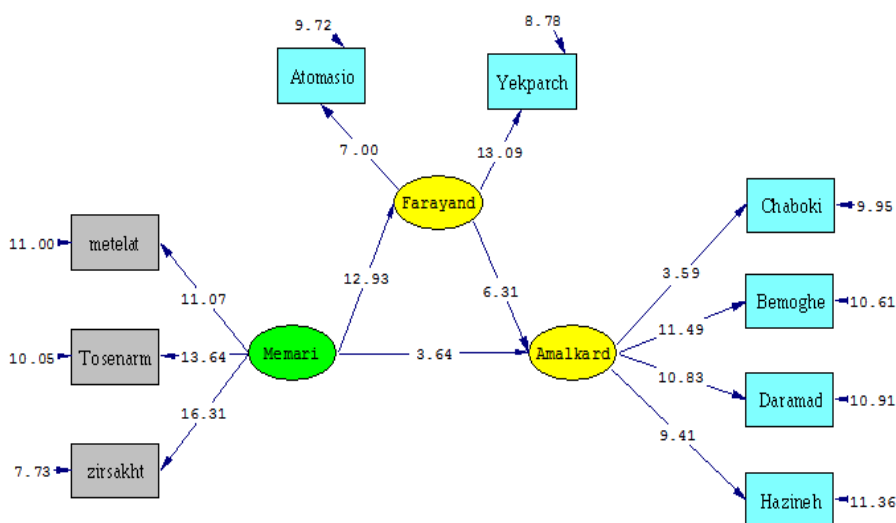 9.72
8.78
Atomasio
Yekparch
7.00
13.09
Farayand
Chaboki
9.95
11.00
metelat
12.93
6.31
3.59
Bemoghe
10.61
11.07
11.49
10.05
Tosenarm
13.64
Memari
3.64
Amalkard
10.83
Daramad
10.91
16.31
9.41
7.73
zirsakht
Hazineh
11.36